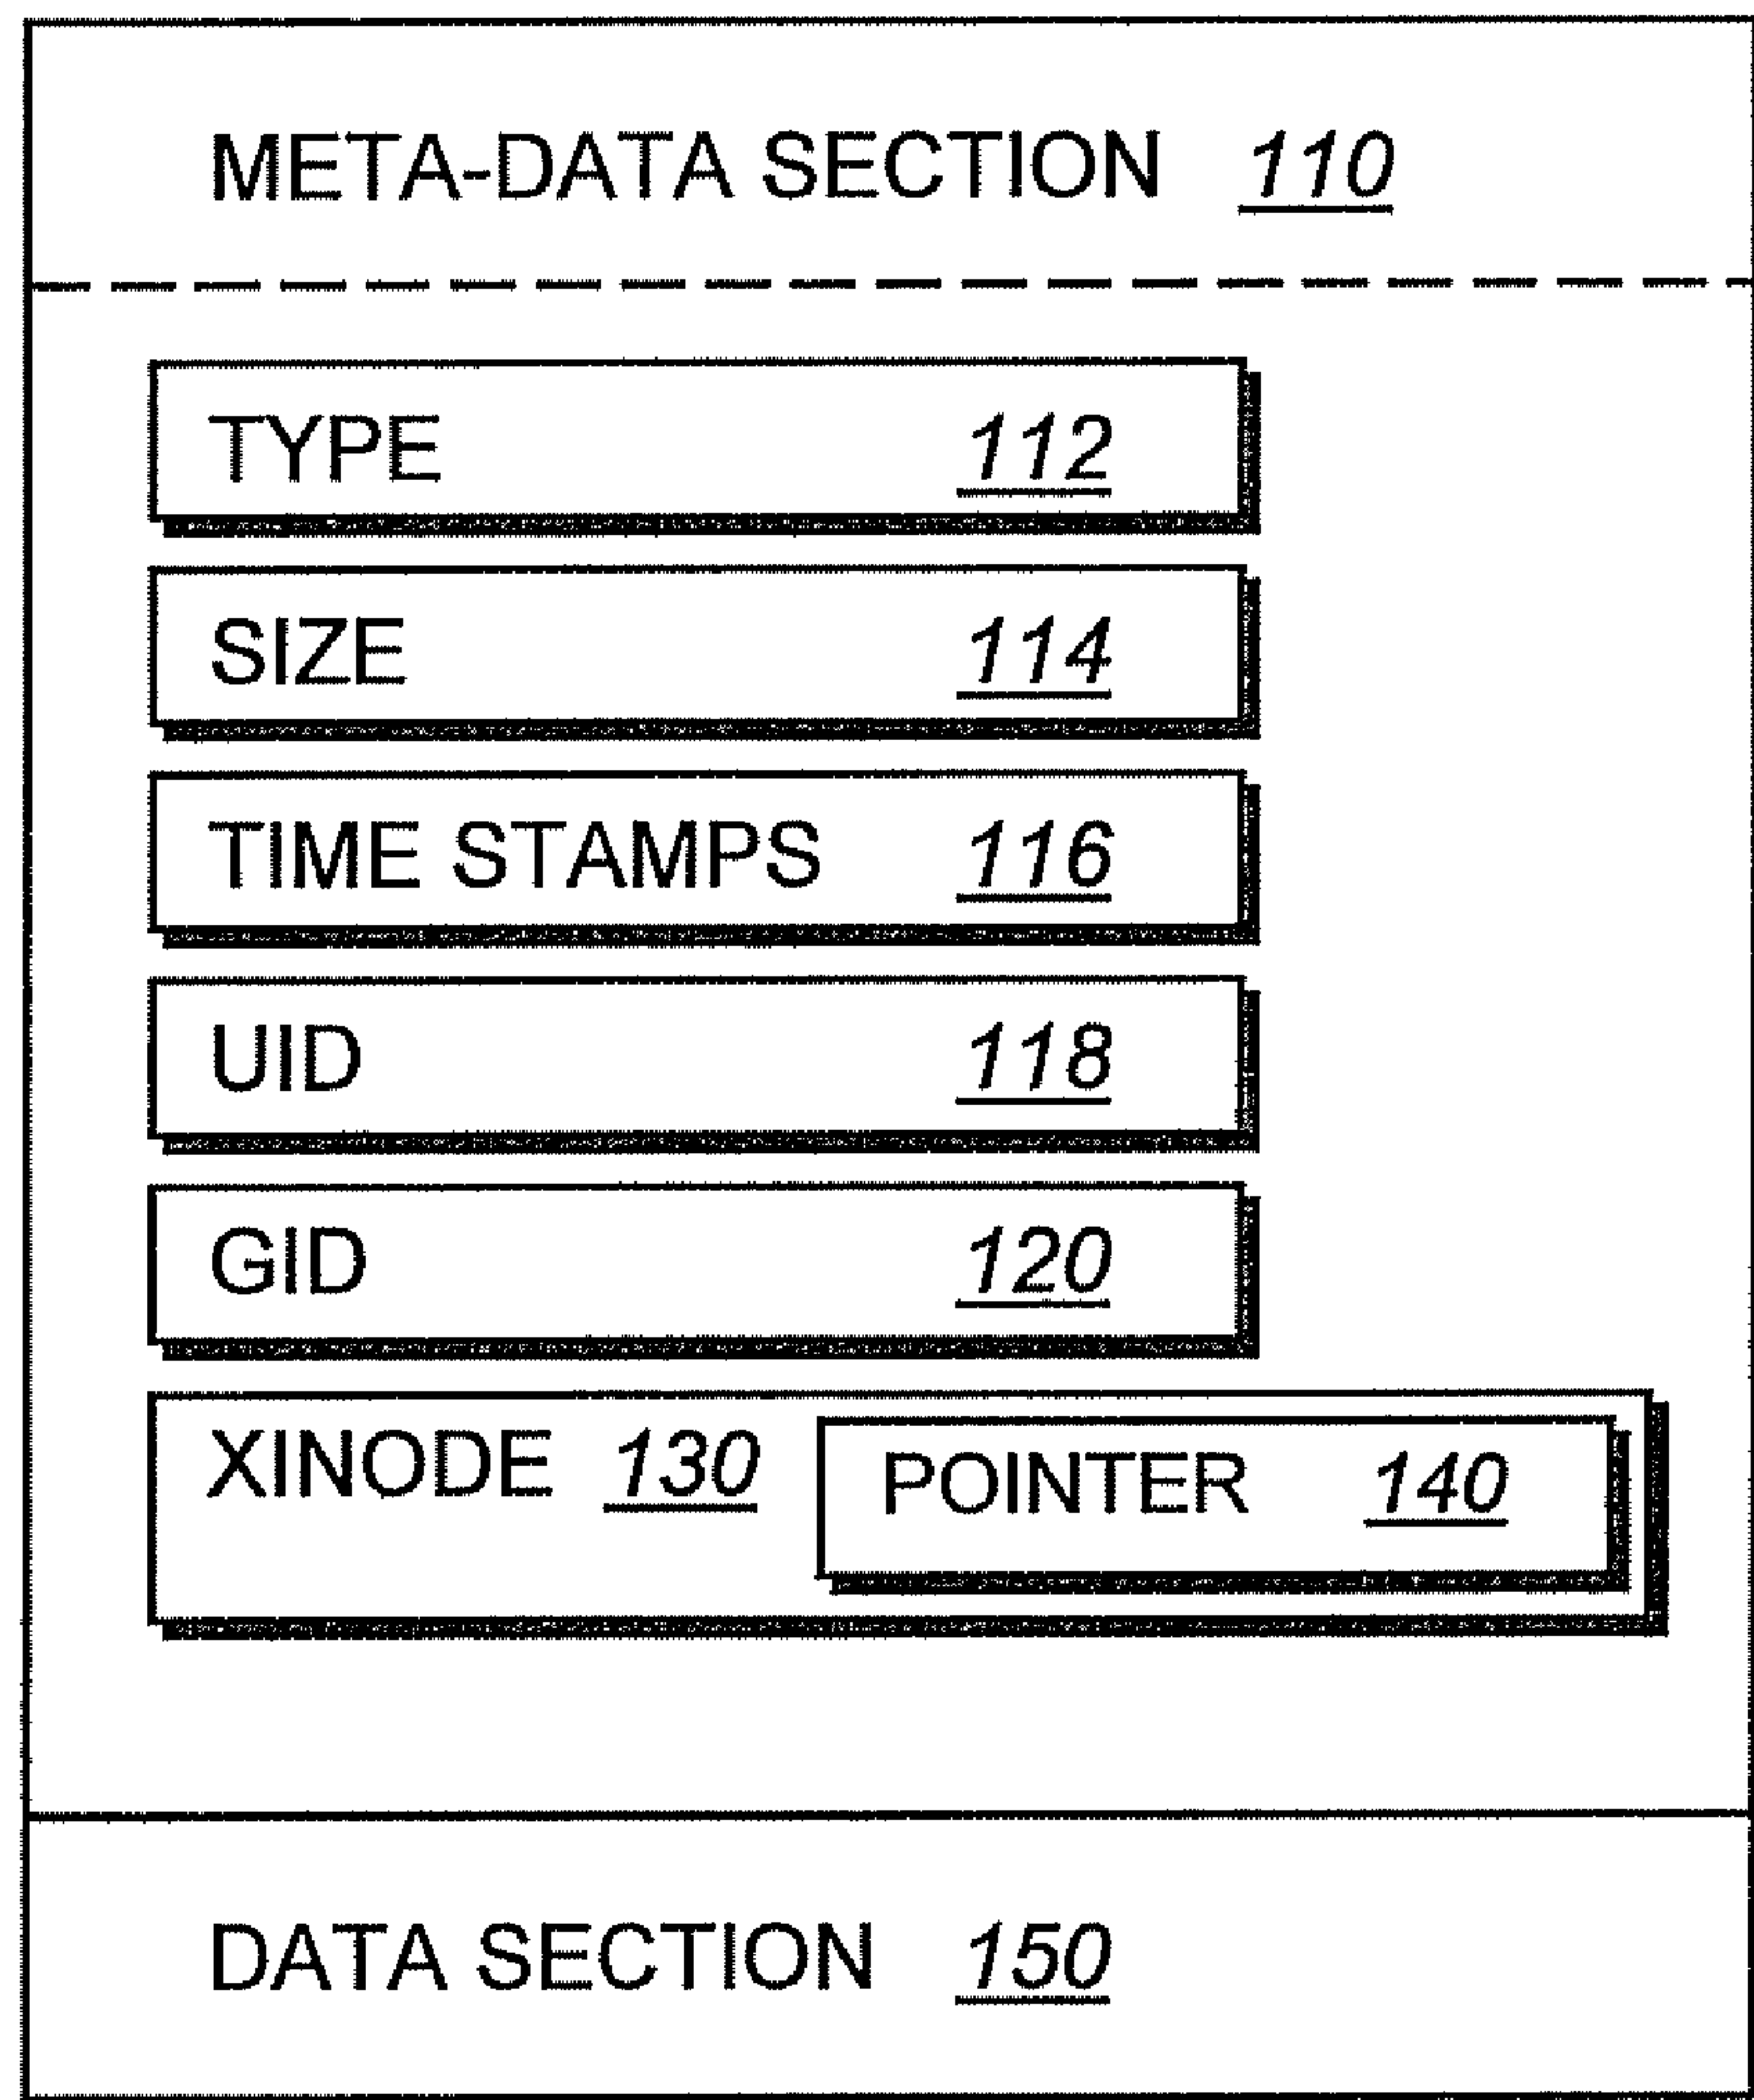 META-DATA SECTION 110
TYPE 112
SIZE 114
TIME STAMPS 116
UID 118
GID 120
XINODE 130 POINTER 140
DATA SECTION 150